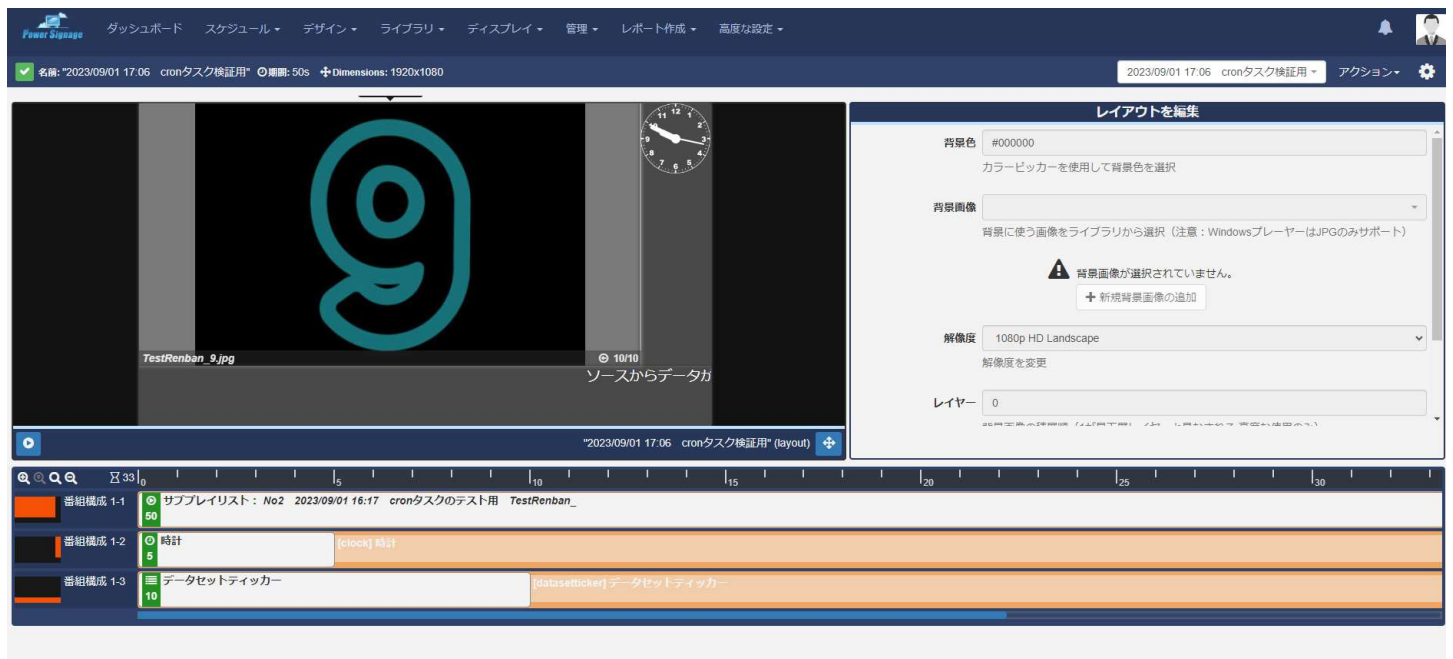 Power Signage
ダッシュボード スケジュール デザイン ライブラリ ディスプレイ 管理 レポート作成 高度な設定
名前: "2023/09/01 17:06 cronタスク検証用" 期間: 50s Dimensions: 1920x1080
2023/09/01 17:06 cronタスク検証用 アクション
11 12 1
10 2
9 3
8 4
7 6 5
9
TestRenban_9.jpg 10/10
ソースからデータが
"2023/09/01 17:06 cronタスク検証用" (layout)
レイアウトを編集
背景色 #000000
カラーピッカーを使用して背景色を選択
背景画像
背景に使う画像をライブラリから選択（注意：WindowsプレーヤーはJPGのみサポート）
背景画像が選択されていません。
+ 新規背景画像の追加
解像度 1080p HD Landscape
解像度を変更
レイヤー 0
33 0 5 10 15 20 25 30
番組構成 1-1 サブプレイリスト： No2 2023/09/01 16:17 cronタスクのテスト用 TestRenban_
50
番組構成 1-2 時計 [clock] 時計
5
番組構成 1-3 データセットティッカー [datasetticker] データセットティッカー
10